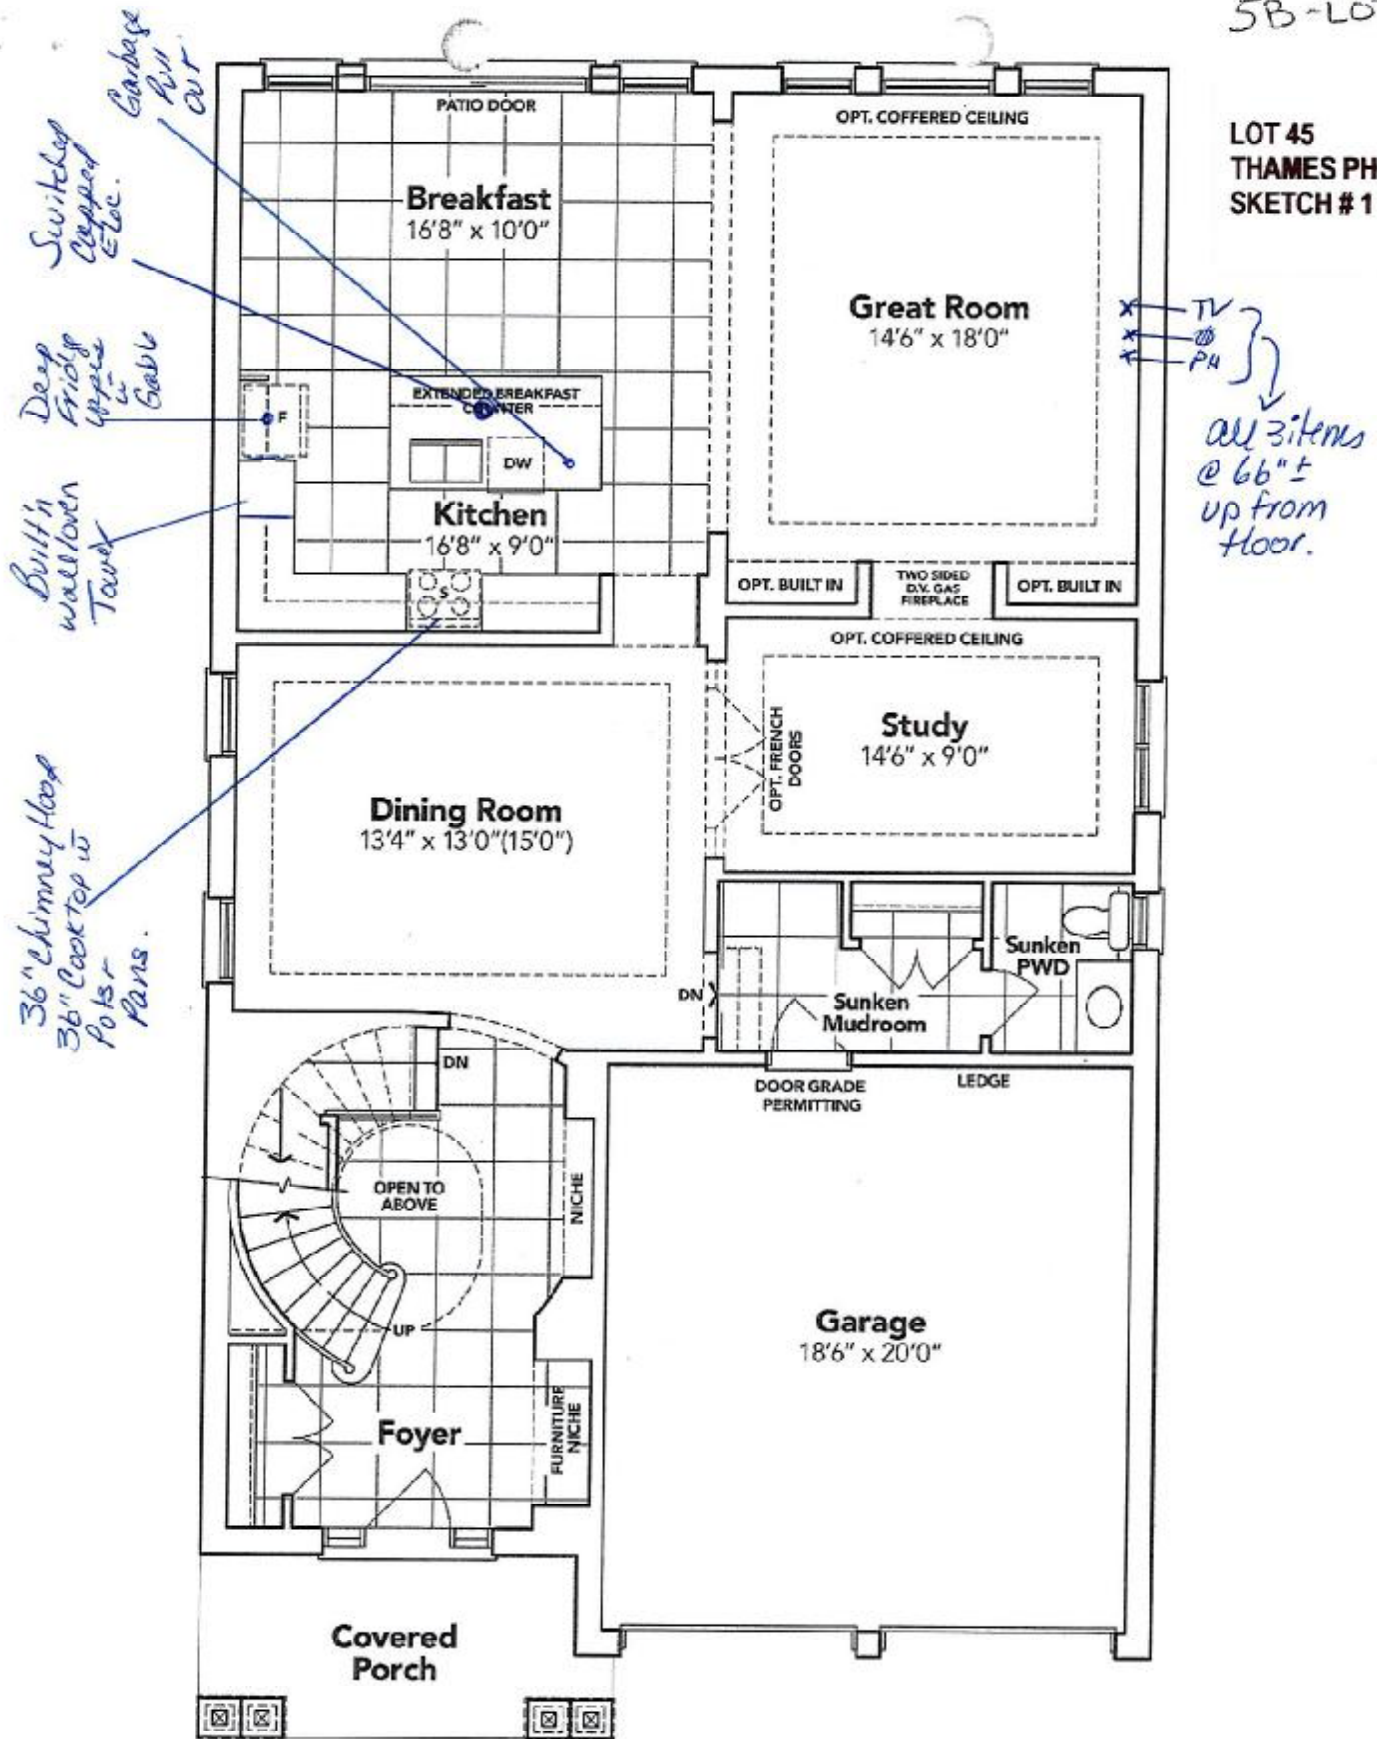 5B-LO
LOT 45
THAMES PH
SKETCH # 1
Garbage
Pull
Out
Switched
Capped
Elec.
Deep
Fridge
uppers
w
Gable
Built'n
wall oven
Tower
36" Chimney Hood
36" Cooktop w
Pots +
Pans.
TV
PH
all 3 items
@ 66" ±
up from
floor.
PATIO DOOR
Breakfast
16'8" x 10'0"
OPT. COFFERED CEILING
Great Room
14'6" x 18'0"
EXTENDED BREAKFAST
COUNTER
F
DW
Kitchen
16'8" x 9'0"
S
OPT. BUILT IN
TWO SIDED
D.V. GAS
FIREPLACE
OPT. BUILT IN
OPT. COFFERED CEILING
Study
14'6" x 9'0"
OPT. FRENCH
DOORS
Dining Room
13'4" x 13'0"(15'0")
Sunken
PWD
DN
Sunken
Mudroom
DN
DOOR GRADE
PERMITTING
LEDGE
OPEN TO
ABOVE
NICHE
UP
Garage
18'6" x 20'0"
Foyer
FURNITURE
NICHE
Covered
Porch